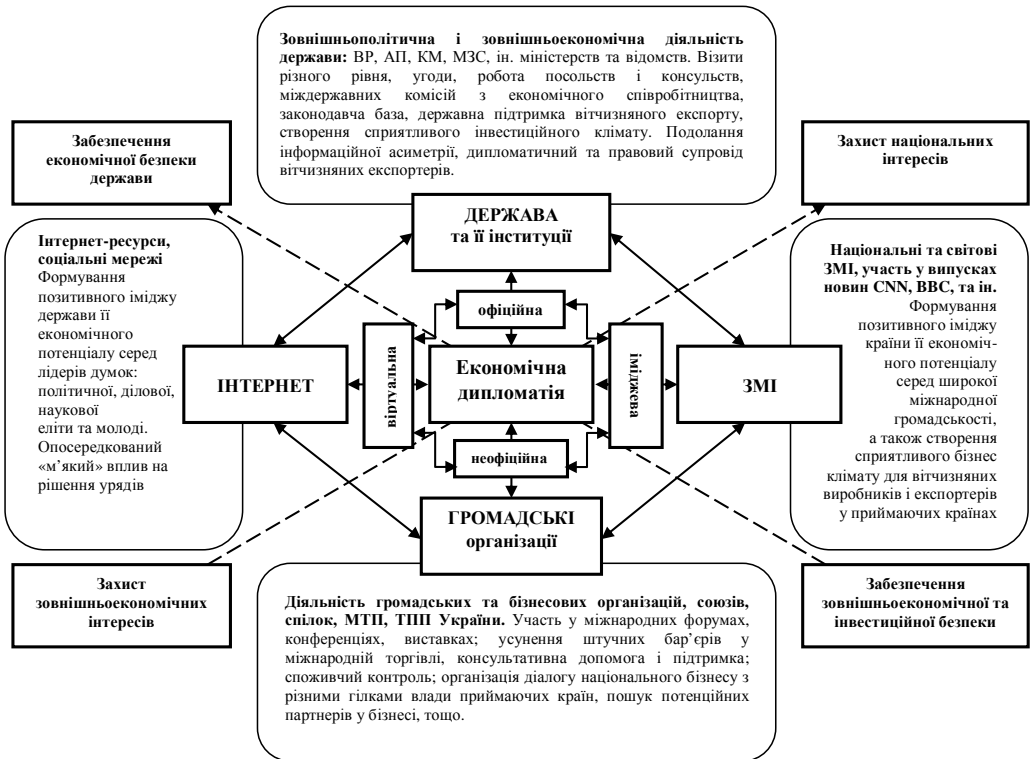 Зовнішньополітична і зовнішньоекономічна діяльність
держави: ВР, АП, КМ, МЗС, ін. міністерств та відомств. Візити
різного рівня, угоди, робота посольств і консульств,
міждержавних комісій з економічного співробітництва,
законодавча база, державна підтримка вітчизняного експорту,
створення сприятливого інвестиційного клімату. Подолання
інформаційної асиметрії, дипломатичний та правовий супровід
вітчизняних експортерів.
Забезпечення
економічної безпеки
держави
Захист національних
інтересів
ДЕРЖАВА
та її інституції
Інтернет-ресурси,
соціальні мережі
Формування
позитивного іміджу
держави її
економічного
потенціалу серед
лідерів думок:
політичної, ділової,
наукової
еліти та молоді.
Опосередкований
«м’який» вплив на
рішення урядів
Національні та світові
ЗМІ, участь у випусках
новин CNN, BBC, та ін.
Формування
позитивного іміджу
країни її економіч-
ного потенціалу
серед широкої
міжнародної
громадськості,
а також створення
сприятливого бізнес
клімату для вітчизняних
виробників і експортерів
у приймаючих країнах
офіційна
ІНТЕРНЕТ
віртуальна
Економічна
дипломатія
іміджева
ЗМІ
неофіційна
ГРОМАДСЬКІ
організації
Захист
зовнішньоекономічних
інтересів
Забезпечення
зовнішньоекономічної та
інвестиційної безпеки
Діяльність громадських та бізнесових організацій, союзів,
спілок, МТП, ТПП України. Участь у міжнародних форумах,
конференціях, виставках; усунення штучних бар’єрів у
міжнародній торгівлі, консультативна допомога і підтримка;
споживчий контроль; організація діалогу національного бізнесу з
різними гілками влади приймаючих країн, пошук потенційних
партнерів у бізнесі, тощо.